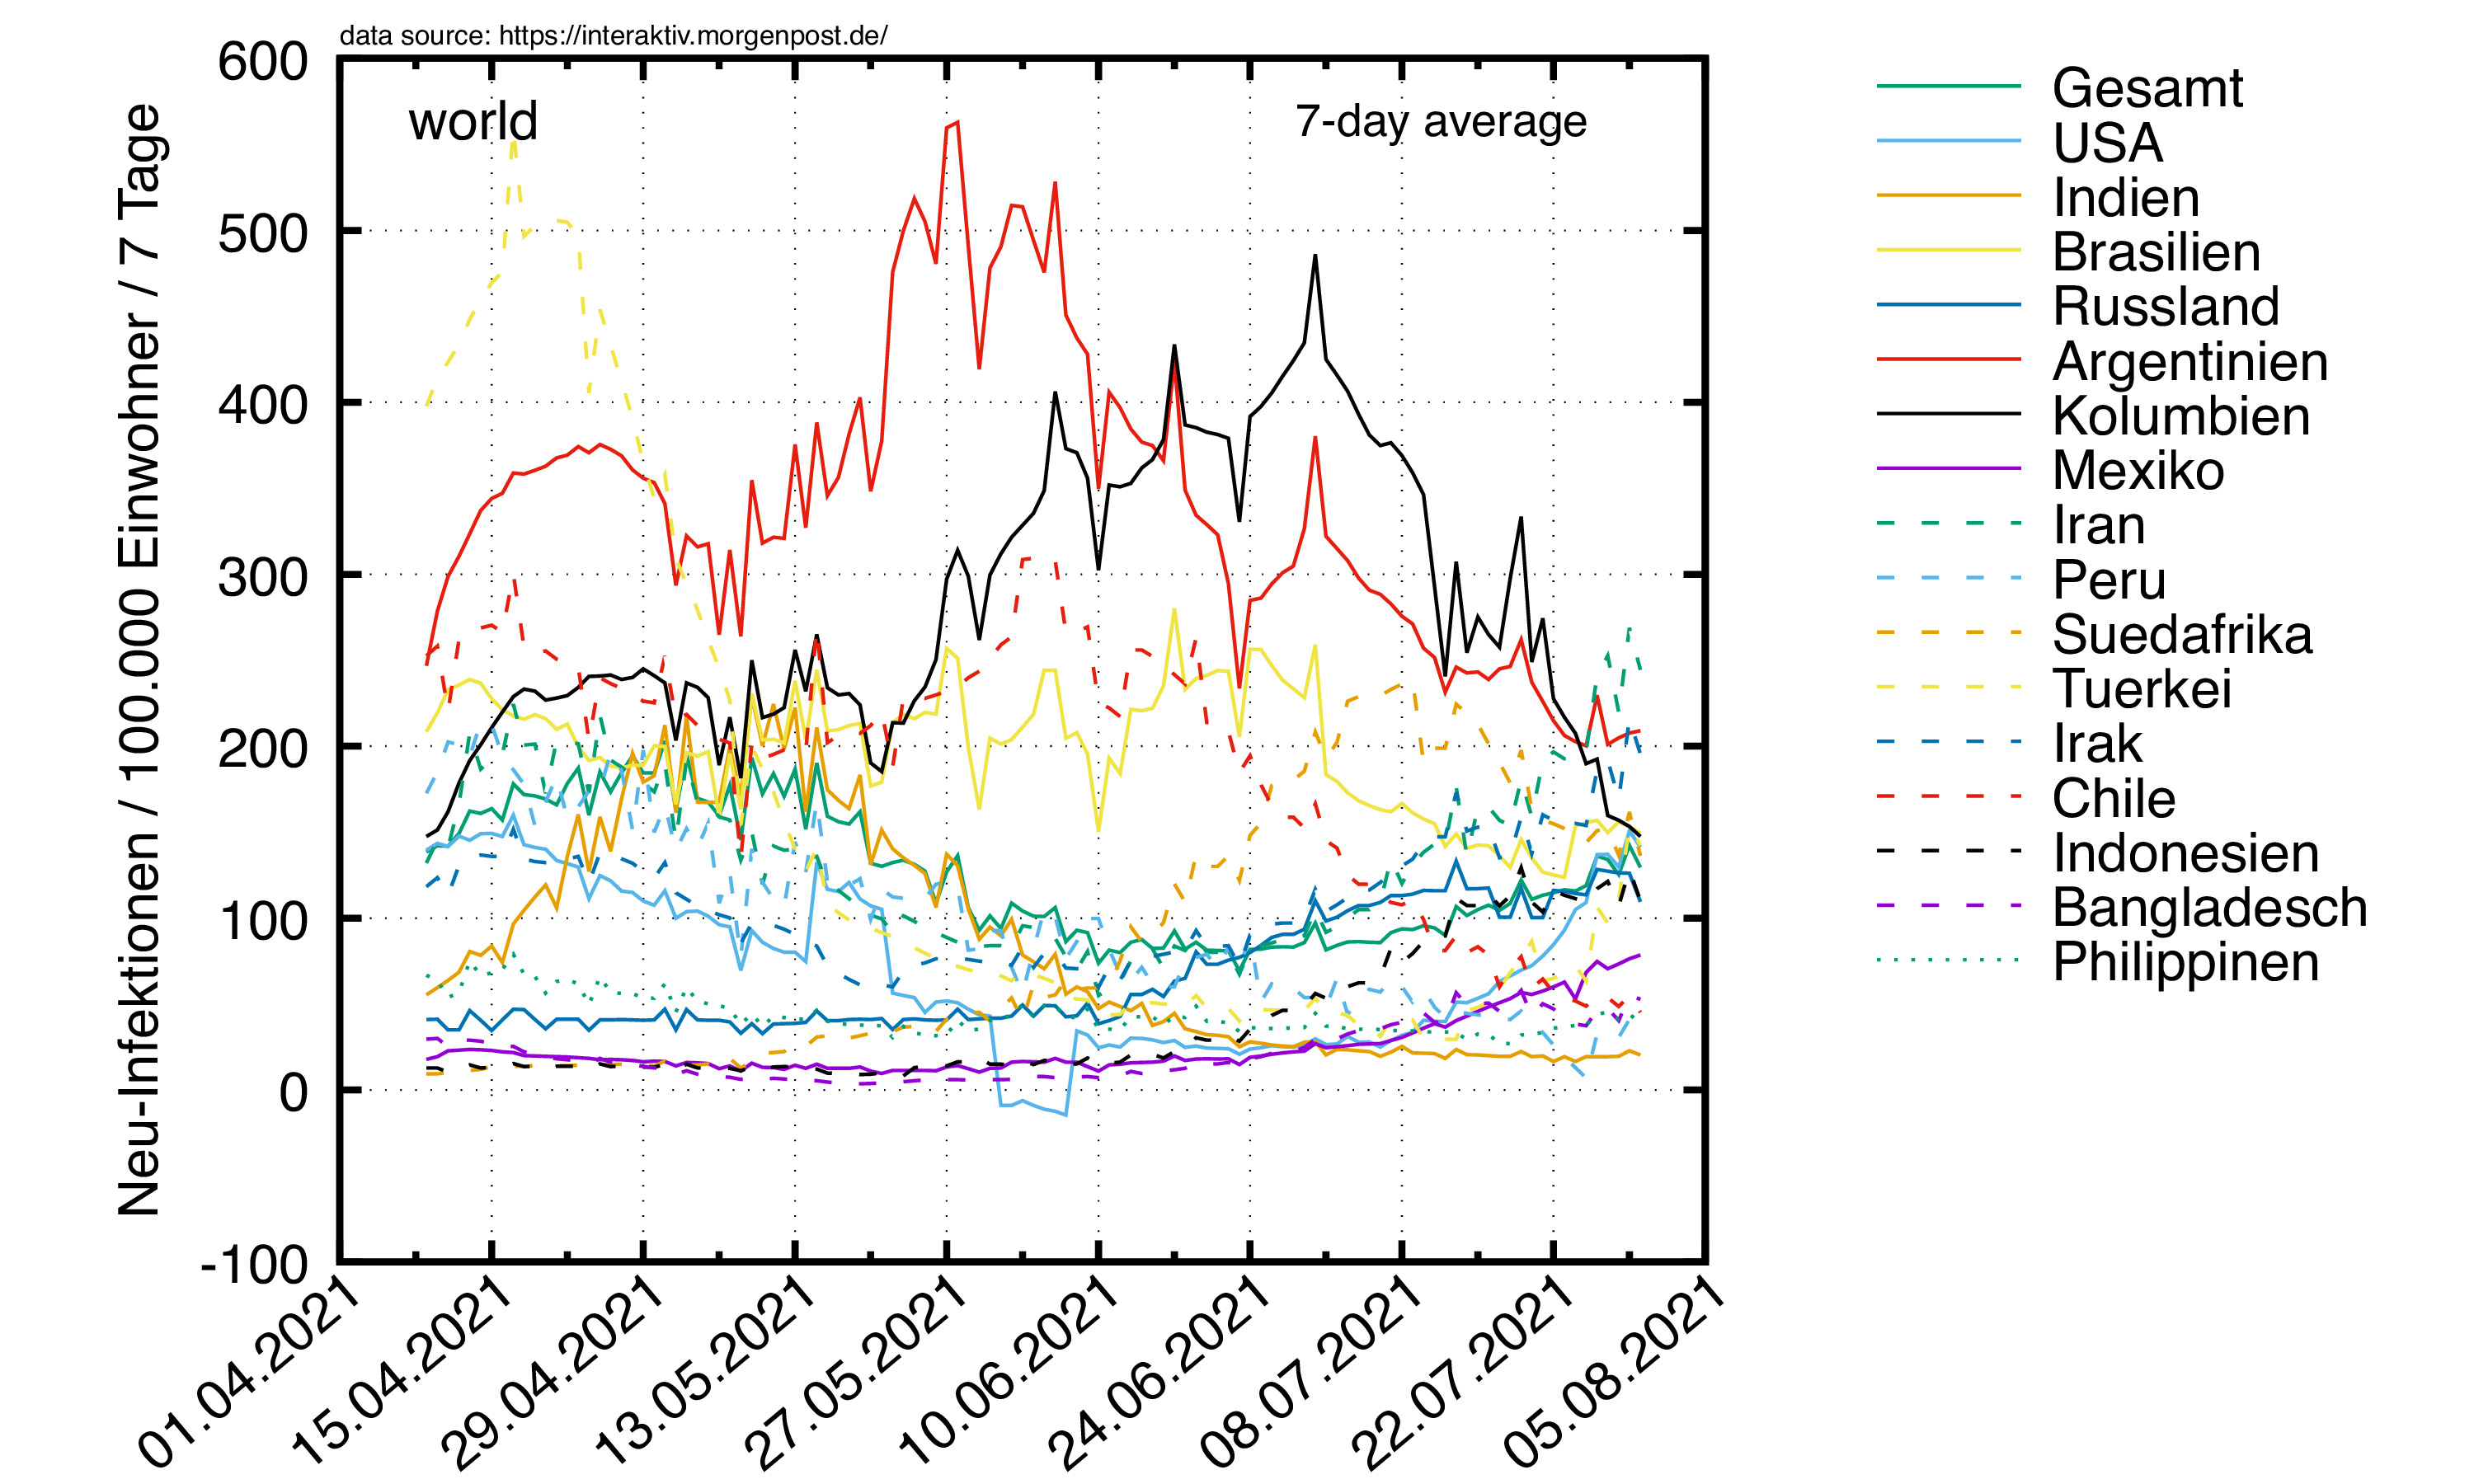 data source: https://interaktiv.morgenpost.de/
world
7-day average
Neu-Infektionen / 100.000 Einwohner / 7 Tage
600
500
400
300
200
100
0
-100
01.04.2021
15.04.2021
29.04.2021
13.05.2021
27.05.2021
10.06.2021
24.06.2021
08.07.2021
22.07.2021
05.08.2021
Gesamt
USA
Indien
Brasilien
Russland
Argentinien
Kolumbien
Mexiko
Iran
Peru
Suedafrika
Tuerkei
Irak
Chile
Indonesien
Bangladesch
Philippinen